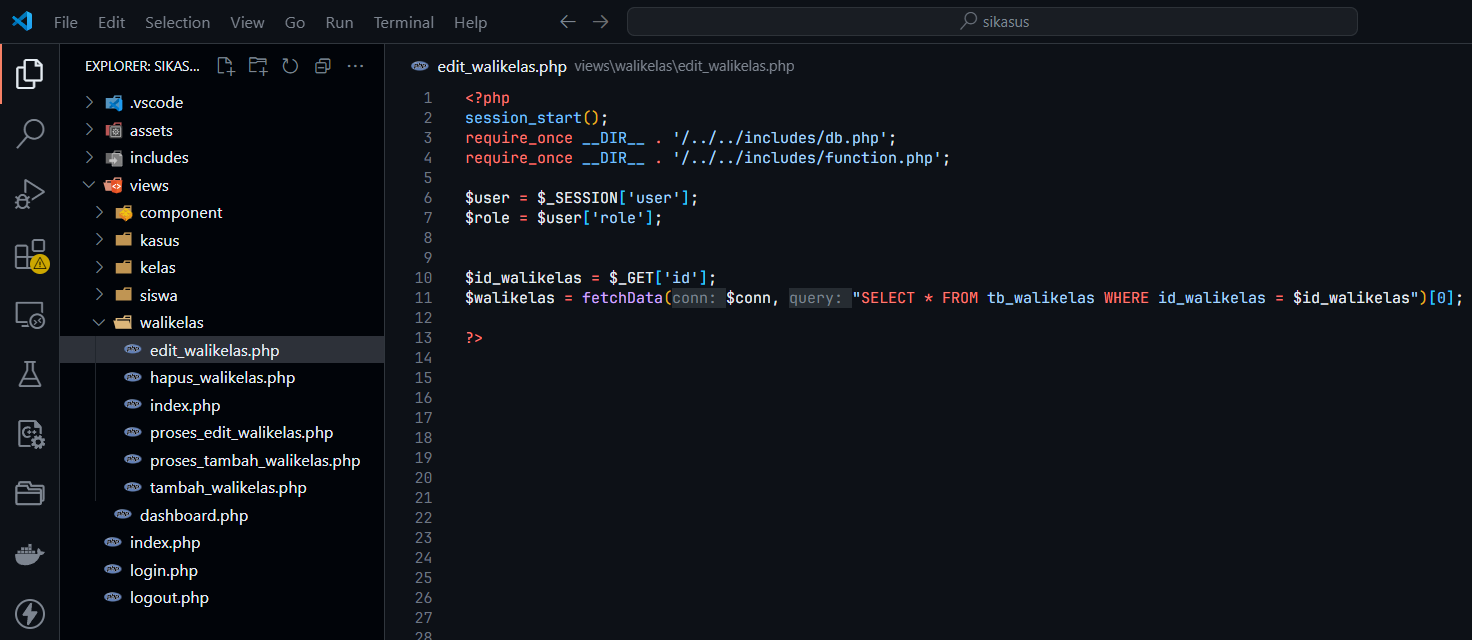 File Edit Selection View Go Run Terminal Help
sikasus
EXPLORER: SIKAS...
.vscode
assets
includes
views
component
kasus
kelas
siswa
walikelas
edit_walikelas.php
hapus_walikelas.php
index.php
proses_edit_walikelas.php
proses_tambah_walikelas.php
tambah_walikelas.php
dashboard.php
index.php
login.php
logout.php
edit_walikelas.php views\walikelas\edit_walikelas.php
1 <?php
2 session_start();
3 require_once __DIR__ . '/../../includes/db.php';
4 require_once __DIR__ . '/../../includes/function.php';
5
6 $user = $_SESSION['user'];
7 $role = $user['role'];
8
9
10 $id_walikelas = $_GET['id'];
11 $walikelas = fetchData(conn: $conn, query: "SELECT * FROM tb_walikelas WHERE id_walikelas = $id_walikelas")[0];
12
13 ?>
14
15
16
17
18
19
20
21
22
23
24
25
26
27
28